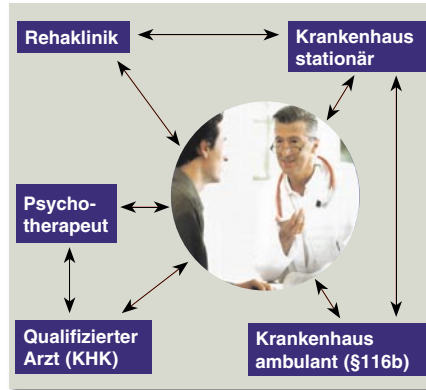 Rehaklinik
Krankenhaus
stationär
Psycho-
therapeut
Qualifizierter
Arzt (KHK)
Krankenhaus
ambulant (§116b)